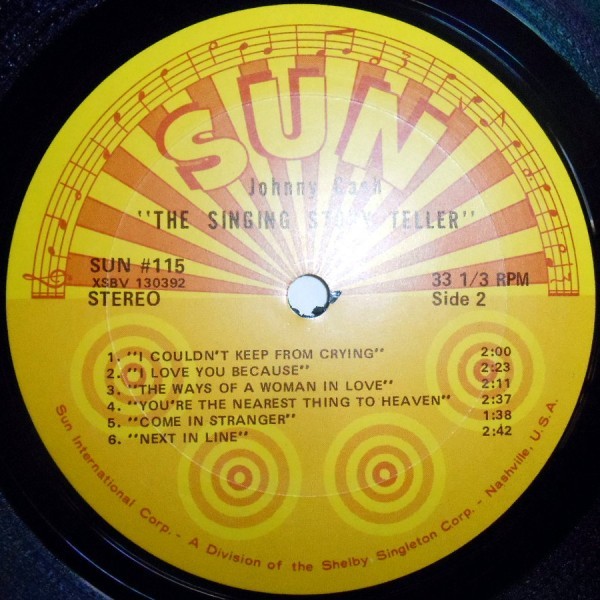 SUN
Johnny Cash
"THE SINGING STORY TELLER"
SUN #115
XSBV 130392
STEREO
33 1/3 RPM
Side 2
1. "I COULDN'T KEEP FROM CRYING" 2:00
2. "I LOVE YOU BECAUSE" 2:23
3. "THE WAYS OF A WOMAN IN LOVE" 2:11
4. "YOU'RE THE NEAREST THING TO HEAVEN" 2:37
5. "COME IN STRANGER" 1:38
6. "NEXT IN LINE" 2:42
Sun International Corp. - A Division of the Shelby Singleton Corp. - Nashville, U.S.A.